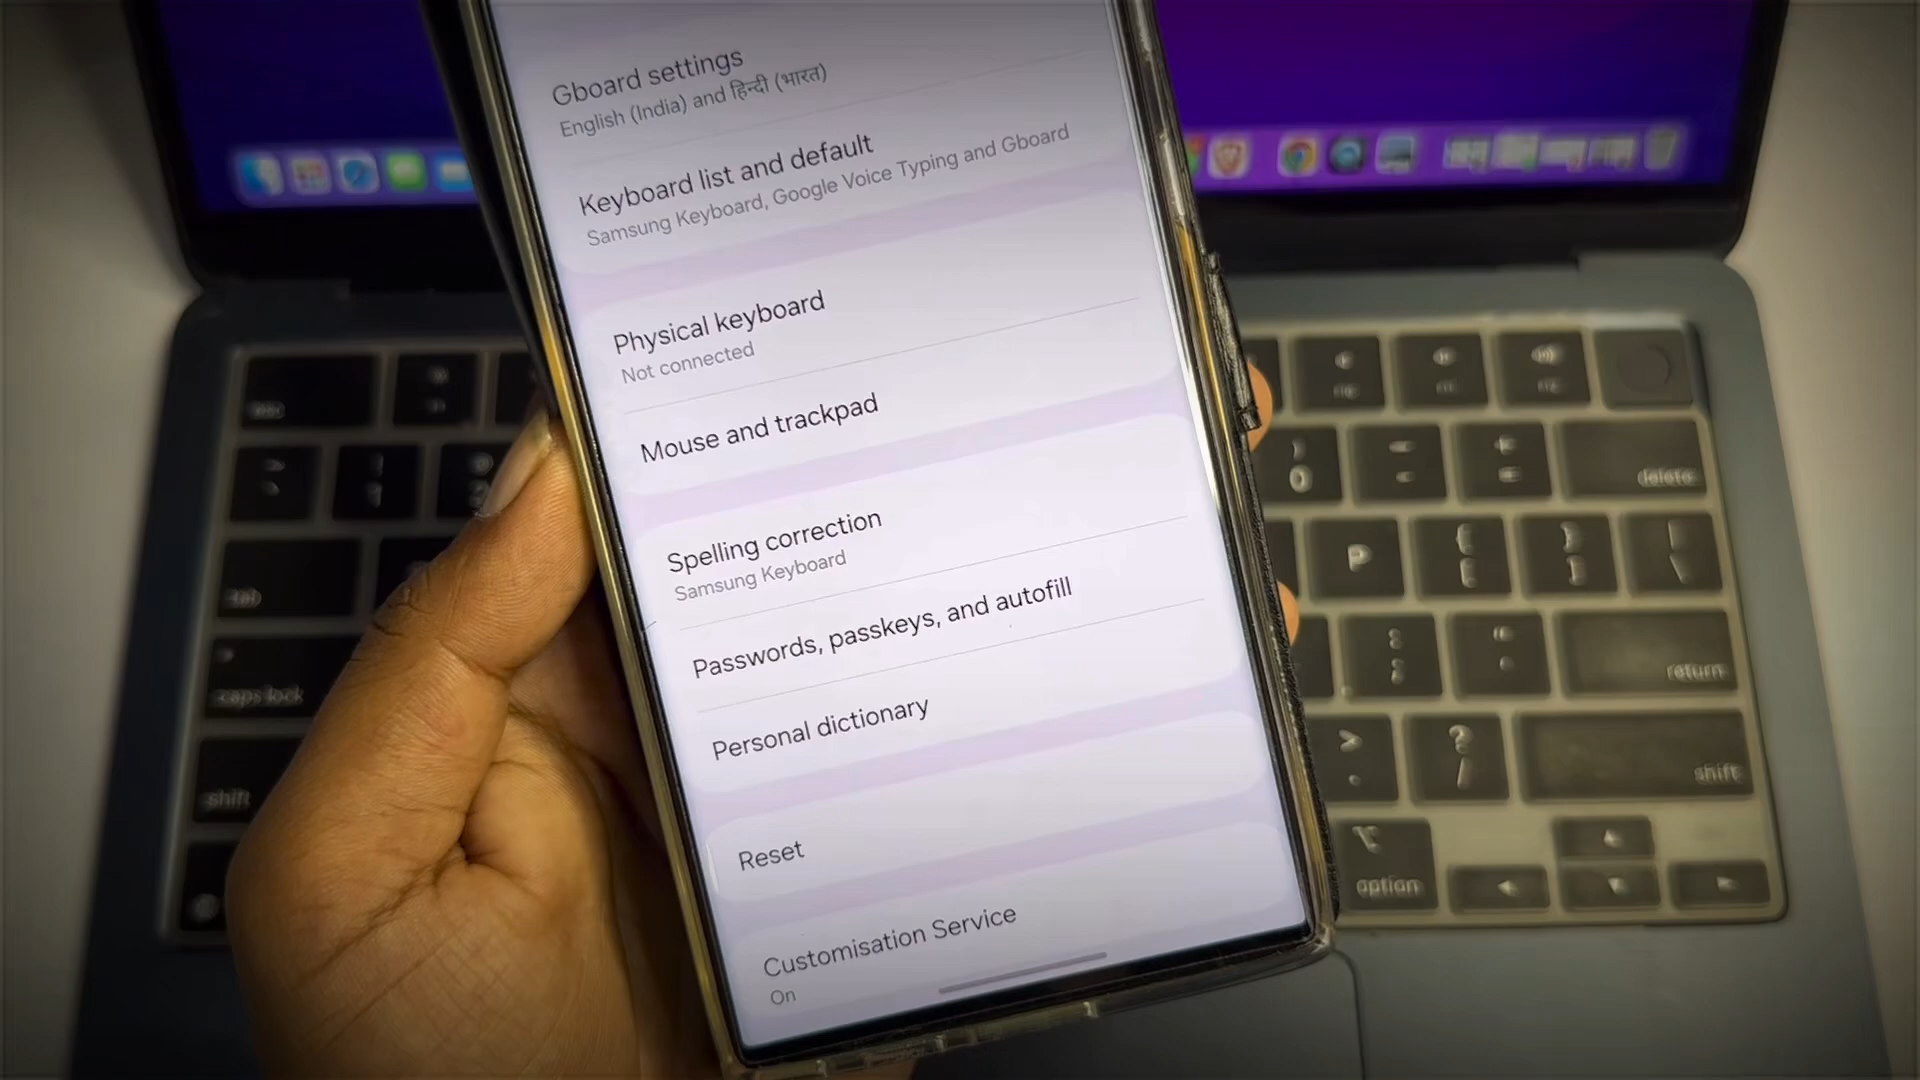 Gboard settings
English (India) and हिन्दी (भारत)
Keyboard list and default
Samsung Keyboard, Google Voice Typing and Gboard
Physical keyboard
Not connected
Mouse and trackpad
Spelling correction
Samsung Keyboard
Passwords, passkeys, and autofill
Personal dictionary
Reset
Customisation Service
On
tab
caps lock
shift
) 0
delete
P
return
shift
option